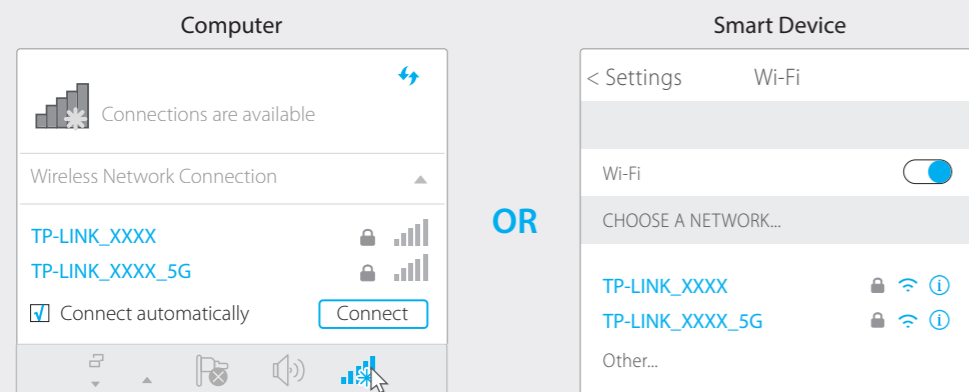 Computer
Connections are available
Wireless Network Connection
TP-LINK_XXXX
TP-LINK_XXXX_5G
Connect automatically
Connect
OR
Smart Device
< Settings
Wi-Fi
Wi-Fi
CHOOSE A NETWORK...
TP-LINK_XXXX
TP-LINK_XXXX_5G
Other...